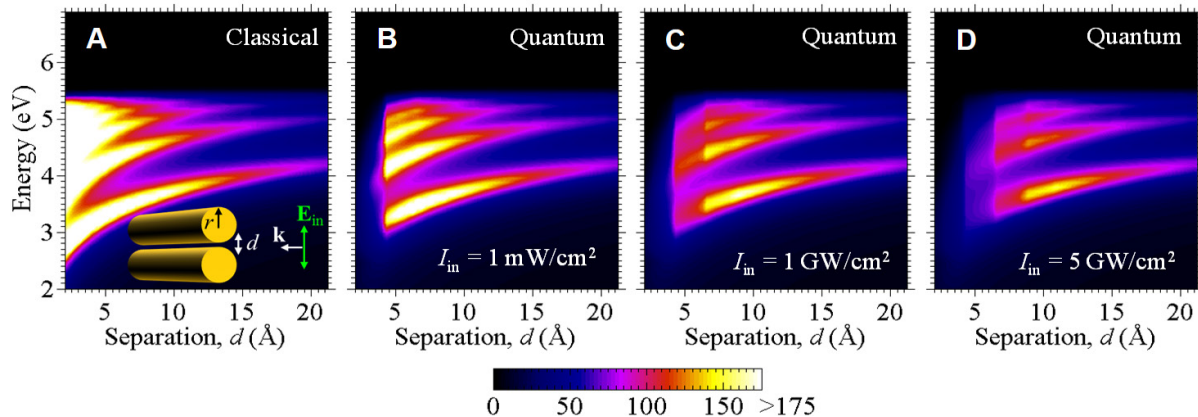 A Classical
B Quantum
C Quantum
D Quantum
Energy (eV)
6
5
4
3
2
r
d
k
E_in
I_in = 1 mW/cm²
I_in = 1 GW/cm²
I_in = 5 GW/cm²
5 10 15 20
5 10 15 20
5 10 15 20
5 10 15 20
Separation, d (Å)
Separation, d (Å)
Separation, d (Å)
Separation, d (Å)
0 50 100 150 >175